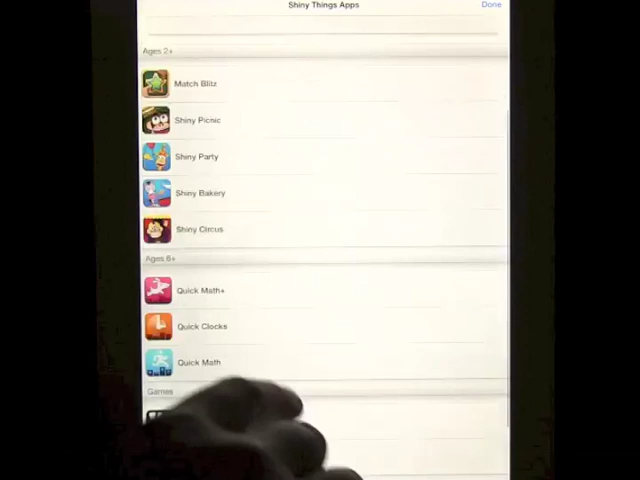 Shiny Things Apps
Done
Ages 2+
Match Blitz
Shiny Picnic
Shiny Party
Shiny Bakery
Shiny Circus
Ages 6+
Quick Math+
Quick Clocks
Quick Math
Games